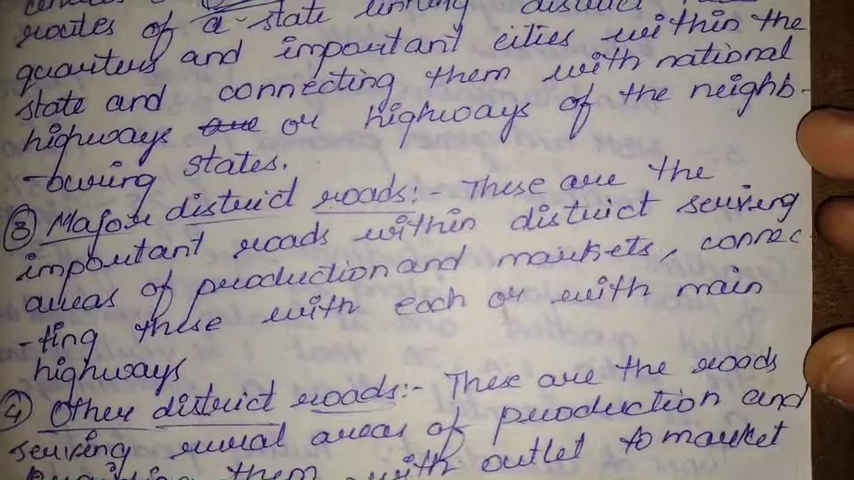 routes of a state linking district
quarters and important cities within the
state and connecting them with national
highways or highways of the neighb-
-ouring states.
③ Major district roads:- These are the
important roads within district serving
areas of production and markets, connec-
-ting these with each or with main
highways
④ Other district roads:- These are the roads
serving rural areas of production and
them with outlet to market